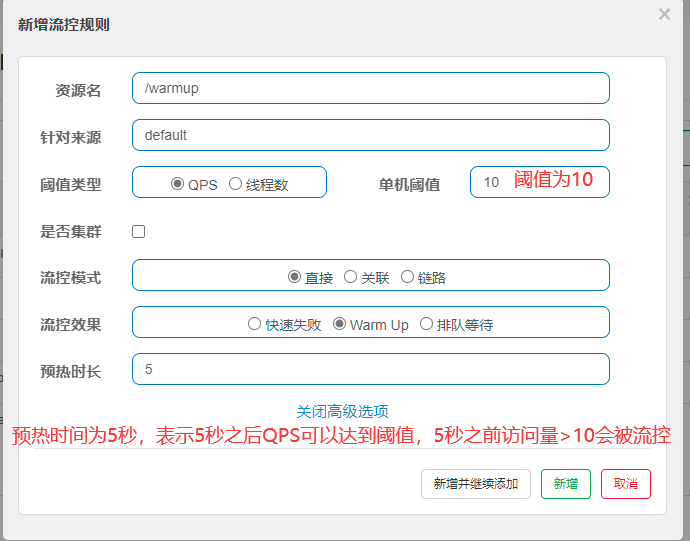 新增流控规则
×
资源名 /warmup
针对来源 default
阈值类型 QPS 线程数 单机阈值 10 阈值为10
是否集群
流控模式 直接 关联 链路
流控效果 快速失败 Warm Up 排队等待
预热时长 5
关闭高级选项
预热时间为5秒，表示5秒之后QPS可以达到阈值，5秒之前访问量>10会被流控
新增并继续添加 新增 取消